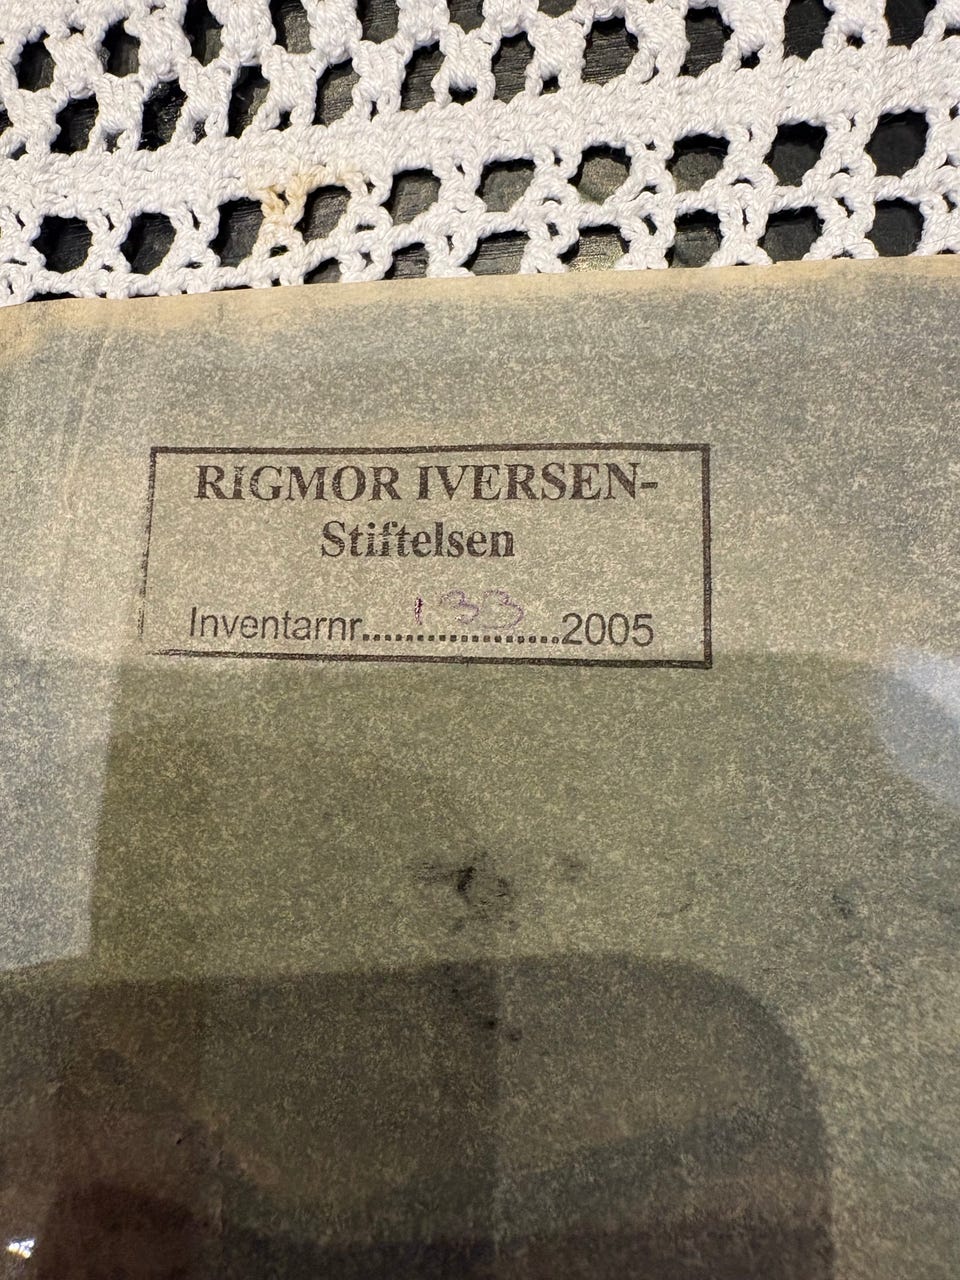 RIGMOR IVERSEN-
Stiftelsen
Inventarnr.....133.....2005